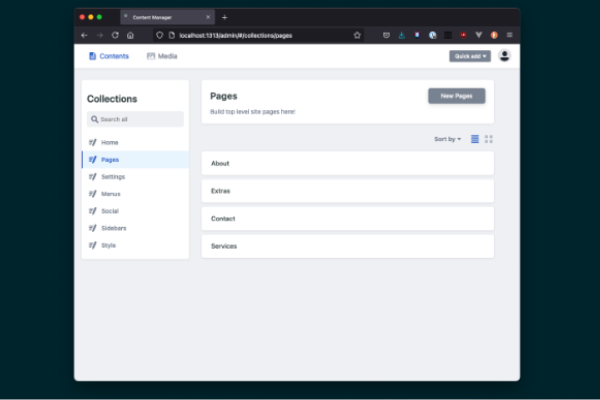 Content Manager
localhost:1313/admin/#/collections/pages
Contents
Media
Quick add
Collections
Search all
Home
Pages
Settings
Menus
Social
Sidebars
Style
Pages
New Pages
Build top level site pages here!
Sort by
About
Extras
Contact
Services